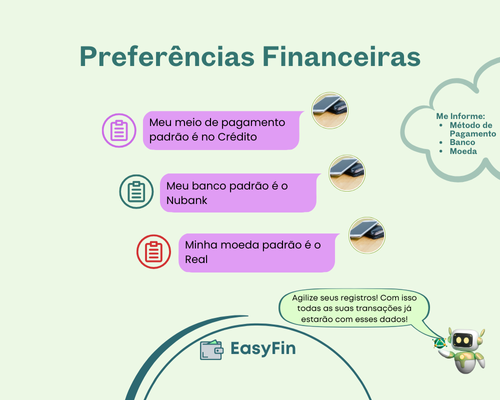 Preferências Financeiras
Meu meio de pagamento
padrão é no Crédito
Me Informe:
• Método de
Pagamento
• Banco
• Moeda
Meu banco padrão é o
Nubank
Minha moeda padrão é o
Real
Agilize seus registros! Com isso
todas as suas transações já
estarão com esses dados!
EasyFin